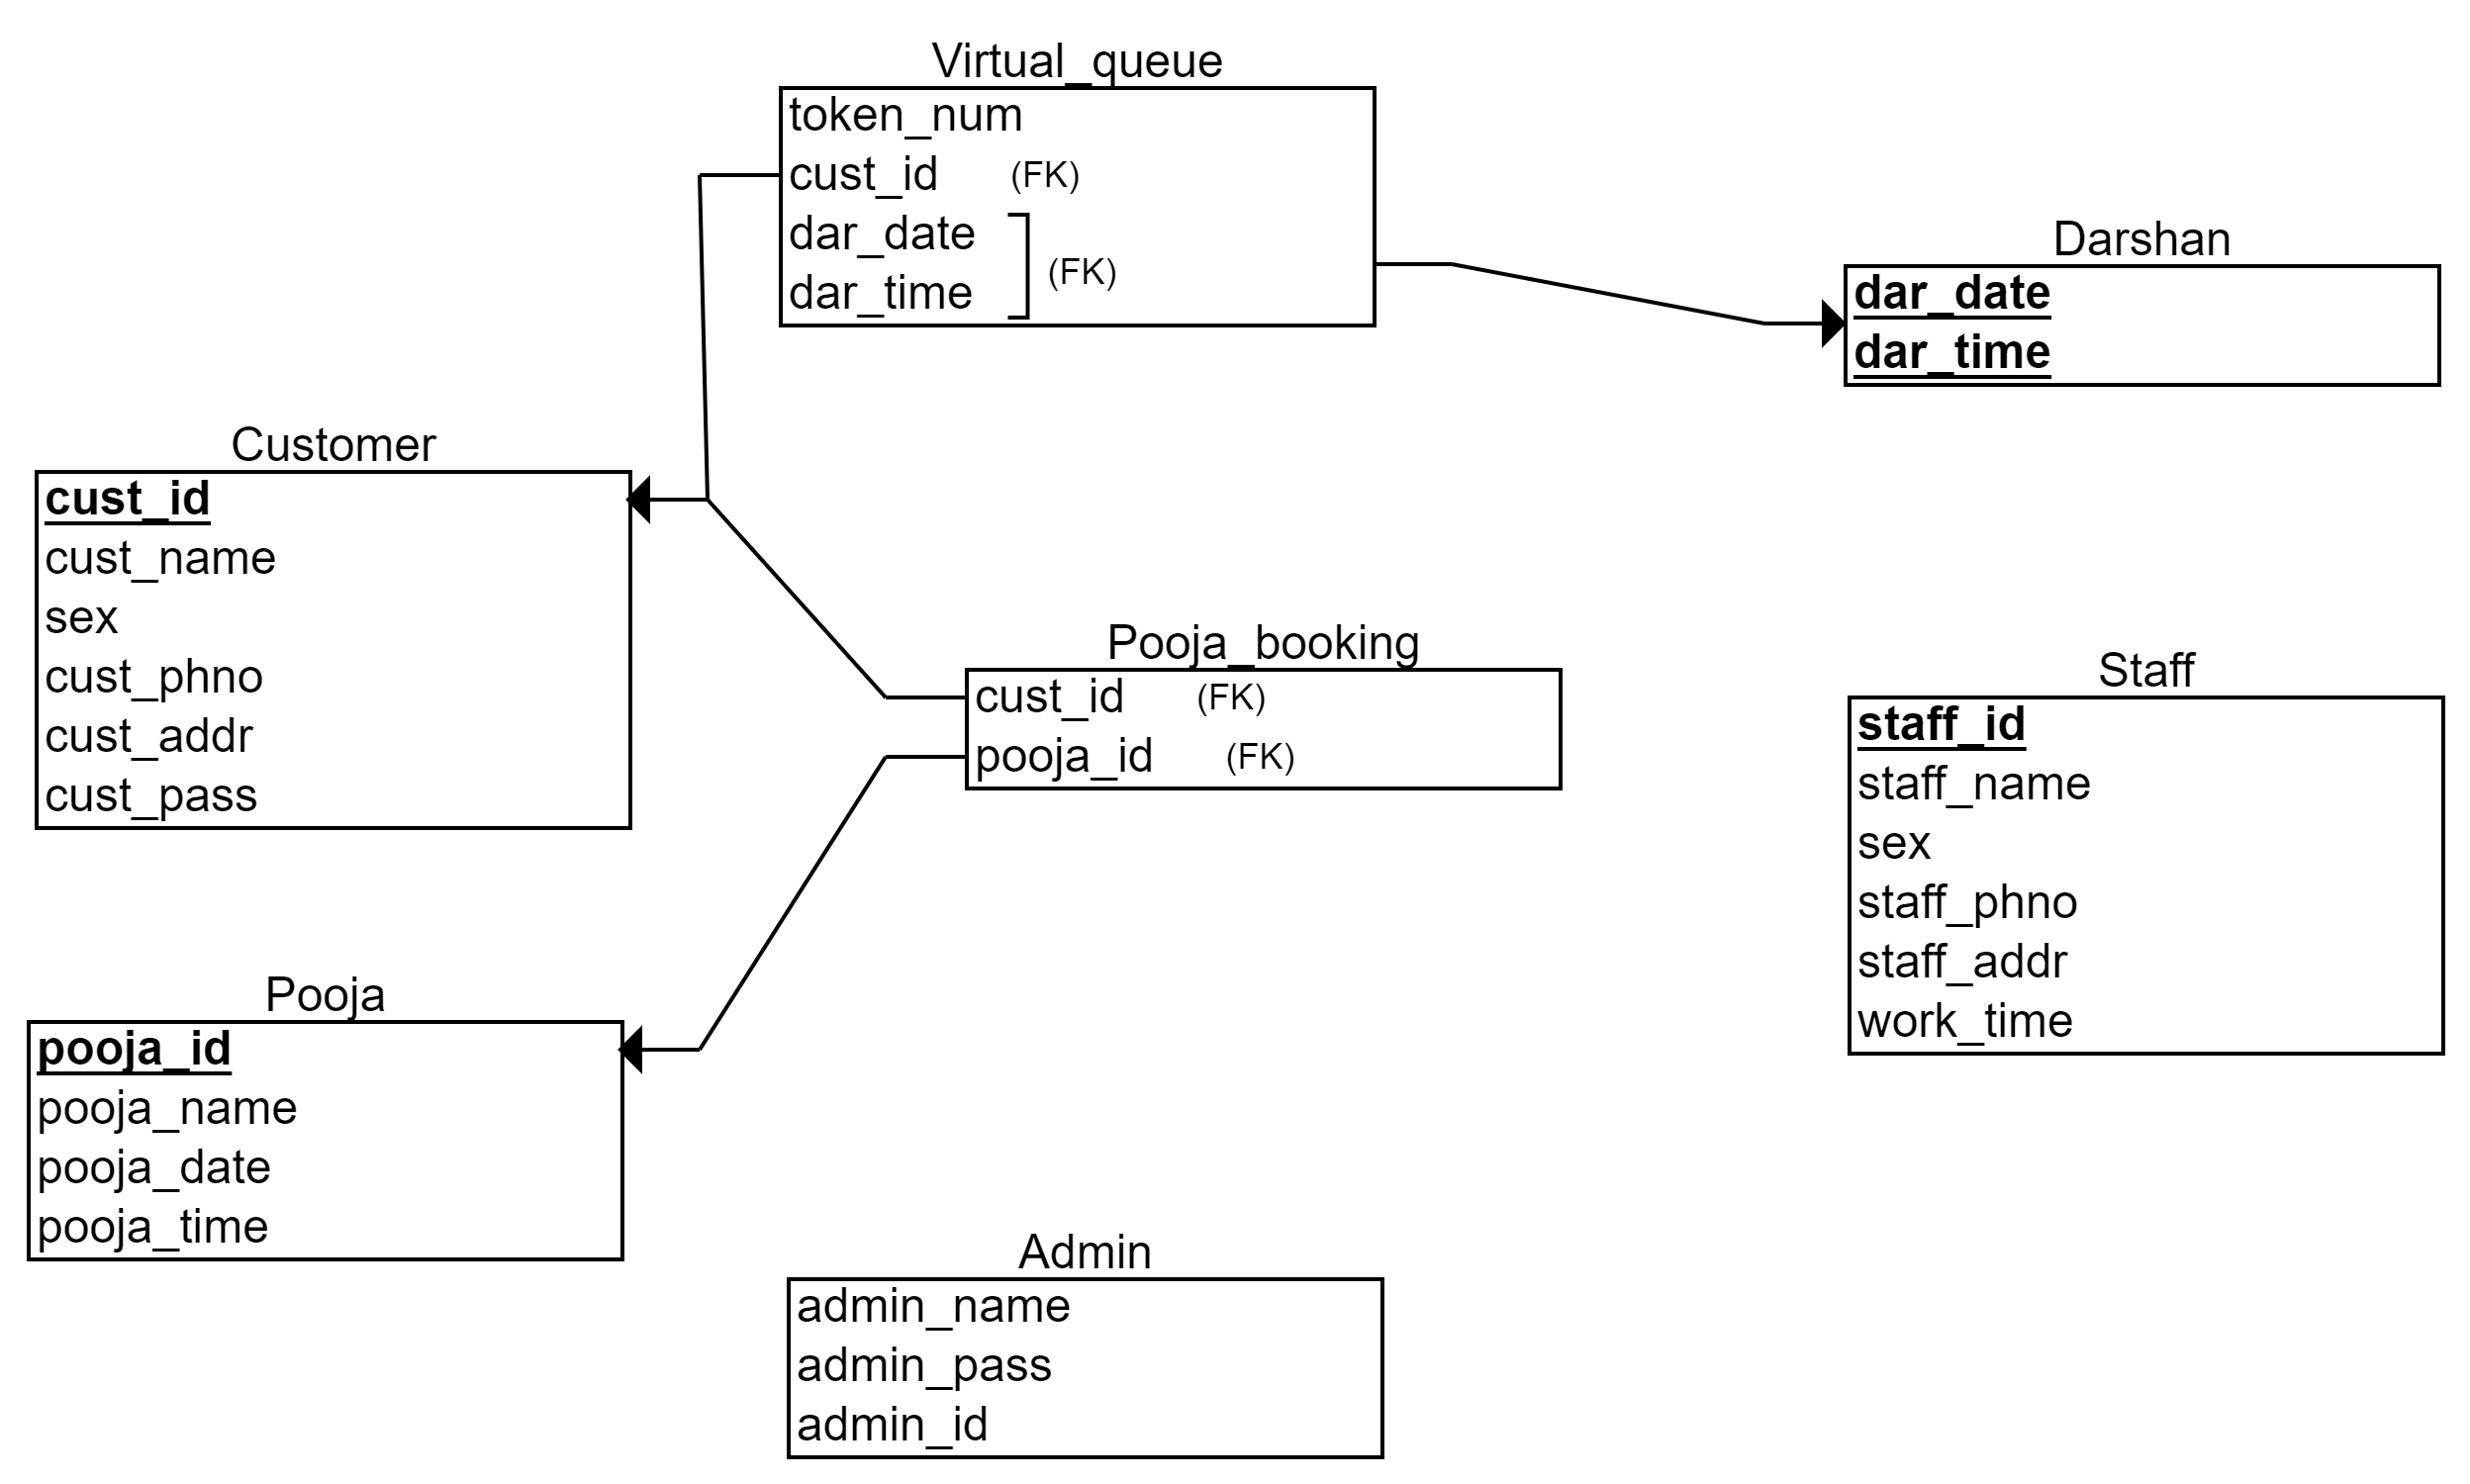 Virtual_queue
token_num
cust_id (FK)
dar_date
(FK)
dar_time
Darshan
dar_date
dar_time
Customer
cust_id
cust_name
sex
cust_phno
cust_addr
cust_pass
Pooja_booking
cust_id (FK)
pooja_id (FK)
Staff
staff_id
staff_name
sex
staff_phno
staff_addr
work_time
Pooja
pooja_id
pooja_name
pooja_date
pooja_time
Admin
admin_name
admin_pass
admin_id